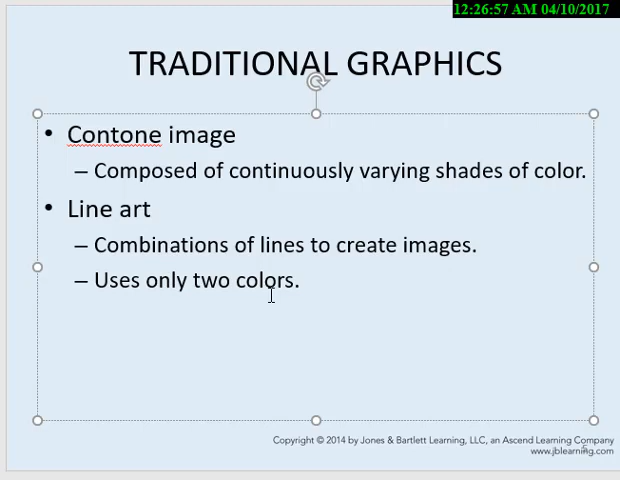 12:26:57 AM 04/10/2017
TRADITIONAL GRAPHICS
• Contone image
– Composed of continuously varying shades of color.
• Line art
– Combinations of lines to create images.
– Uses only two colors.
Copyright © 2014 by Jones & Bartlett Learning, LLC, an Ascend Learning Company
www.jblearning.com